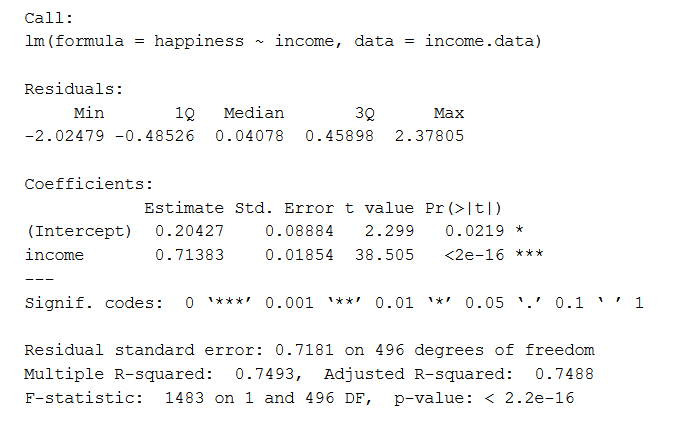 Call:
lm(formula = happiness ~ income, data = income.data)
Residuals:
     Min       1Q   Median       3Q      Max
-2.02479 -0.48526  0.04078  0.45898  2.37805
Coefficients:
            Estimate Std. Error t value Pr(>|t|)
(Intercept)  0.20427    0.08884   2.299   0.0219 *
income       0.71383    0.01854  38.505   <2e-16 ***
---
Signif. codes:  0 ‘***’ 0.001 ‘**’ 0.01 ‘*’ 0.05 ‘.’ 0.1 ‘ ’ 1
Residual standard error: 0.7181 on 496 degrees of freedom
Multiple R-squared:  0.7493,  Adjusted R-squared:  0.7488
F-statistic:  1483 on 1 and 496 DF,  p-value: < 2.2e-16